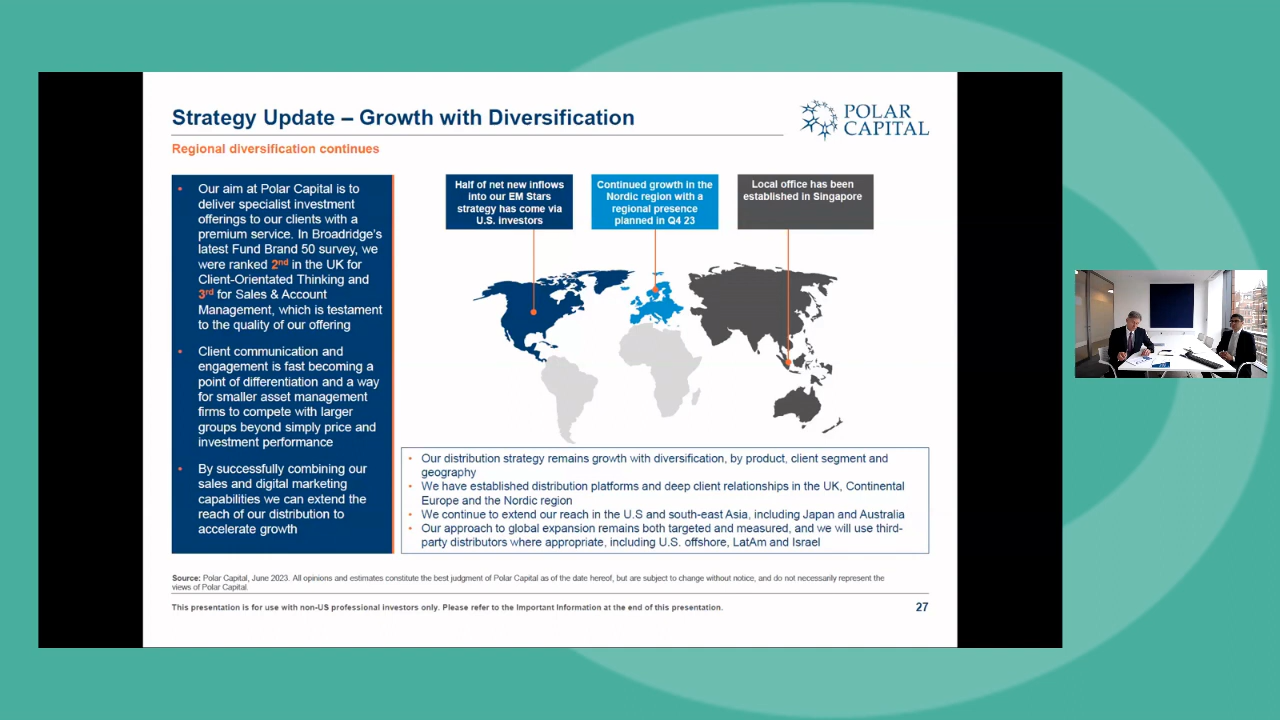 Strategy Update – Growth with Diversification
POLAR
CAPITAL
Regional diversification continues
• Our aim at Polar Capital is to
deliver specialist investment
offerings to our clients with a
premium service. In Broadridge's
latest Fund Brand 50 survey, we
were ranked 2nd in the UK for
Client-Orientated Thinking and
3rd for Sales & Account
Management, which is testament
to the quality of our offering
• Client communication and
engagement is fast becoming a
point of differentiation and a way
for smaller asset management
firms to compete with larger
groups beyond simply price and
investment performance
• By successfully combining our
sales and digital marketing
capabilities we can extend the
reach of our distribution to
accelerate growth
Half of net new inflows
into our EM Stars
strategy has come via
U.S. investors
Continued growth in the
Nordic region with a
regional presence
planned in Q4 23
Local office has been
established in Singapore
• Our distribution strategy remains growth with diversification, by product, client segment and
geography
• We have established distribution platforms and deep client relationships in the UK, Continental
Europe and the Nordic region
• We continue to extend our reach in the U.S and south-east Asia, including Japan and Australia
• Our approach to global expansion remains both targeted and measured, and we will use third-
party distributors where appropriate, including U.S. offshore, LatAm and Israel
Source: Polar Capital, June 2023. All opinions and estimates constitute the best judgment of Polar Capital as of the date hereof, but are subject to change without notice, and do not necessarily represent the
views of Polar Capital.
This presentation is for use with non-US professional investors only. Please refer to the Important Information at the end of this presentation.
27